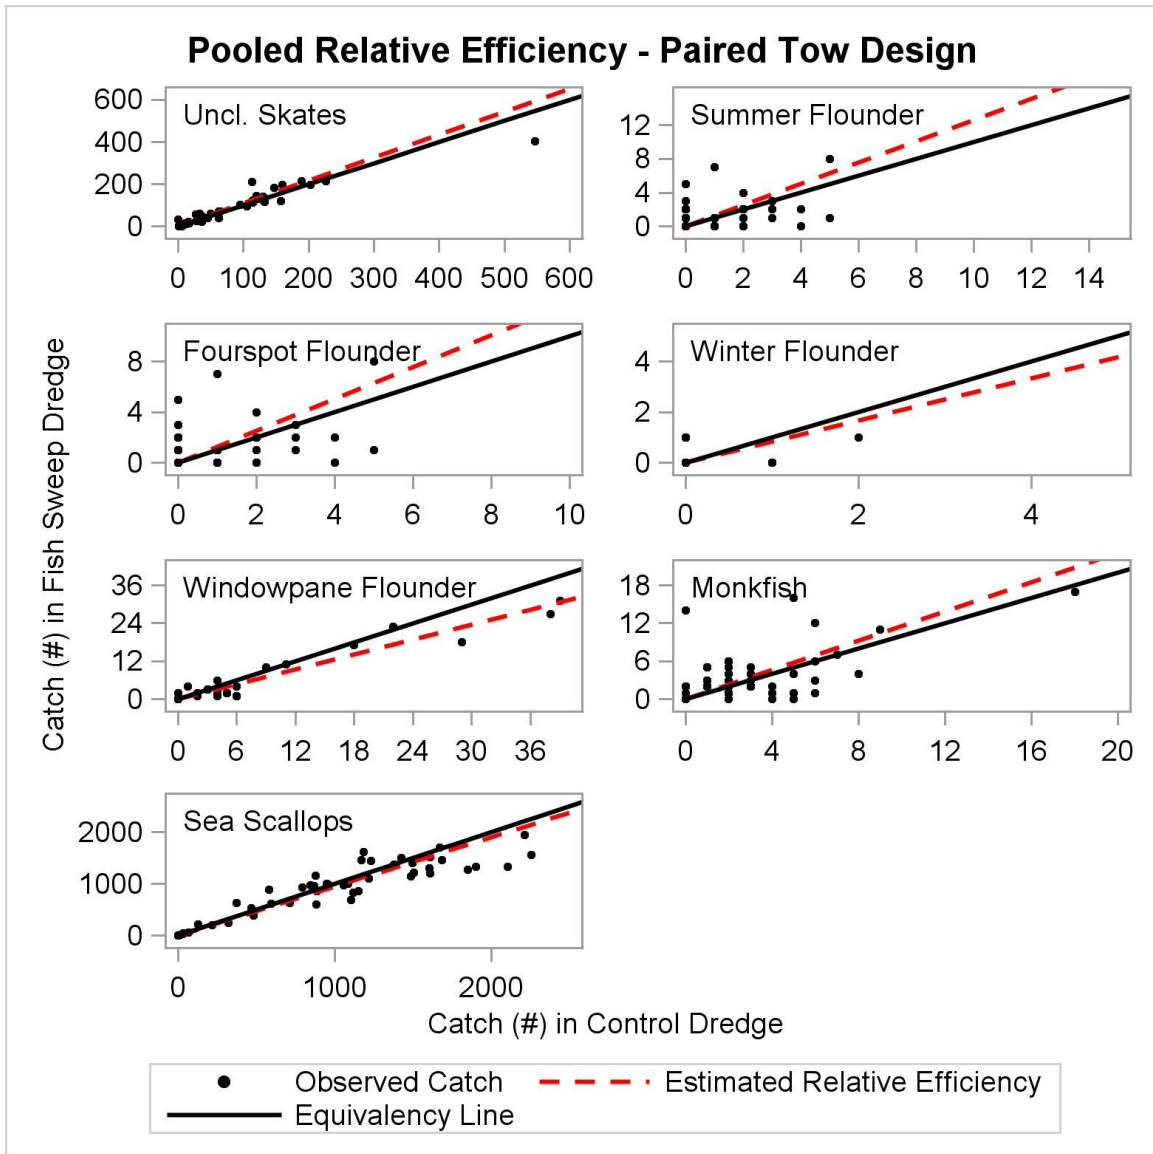 Pooled Relative Efficiency - Paired Tow Design
Uncl. Skates
600
400
200
0
0 100 200 300 400 500 600
Summer Flounder
12
8
4
0
0 2 4 6 8 10 12 14
Catch (#) in Fish Sweep Dredge
Fourspot Flounder
8
4
0
0 2 4 6 8 10
Winter Flounder
4
2
0
0 2 4
Windowpane Flounder
36
24
12
0
0 6 12 18 24 30 36
Monkfish
18
12
6
0
0 4 8 12 16 20
Sea Scallops
2000
1000
0
0 1000 2000
Catch (#) in Control Dredge
Observed Catch Estimated Relative Efficiency
Equivalency Line